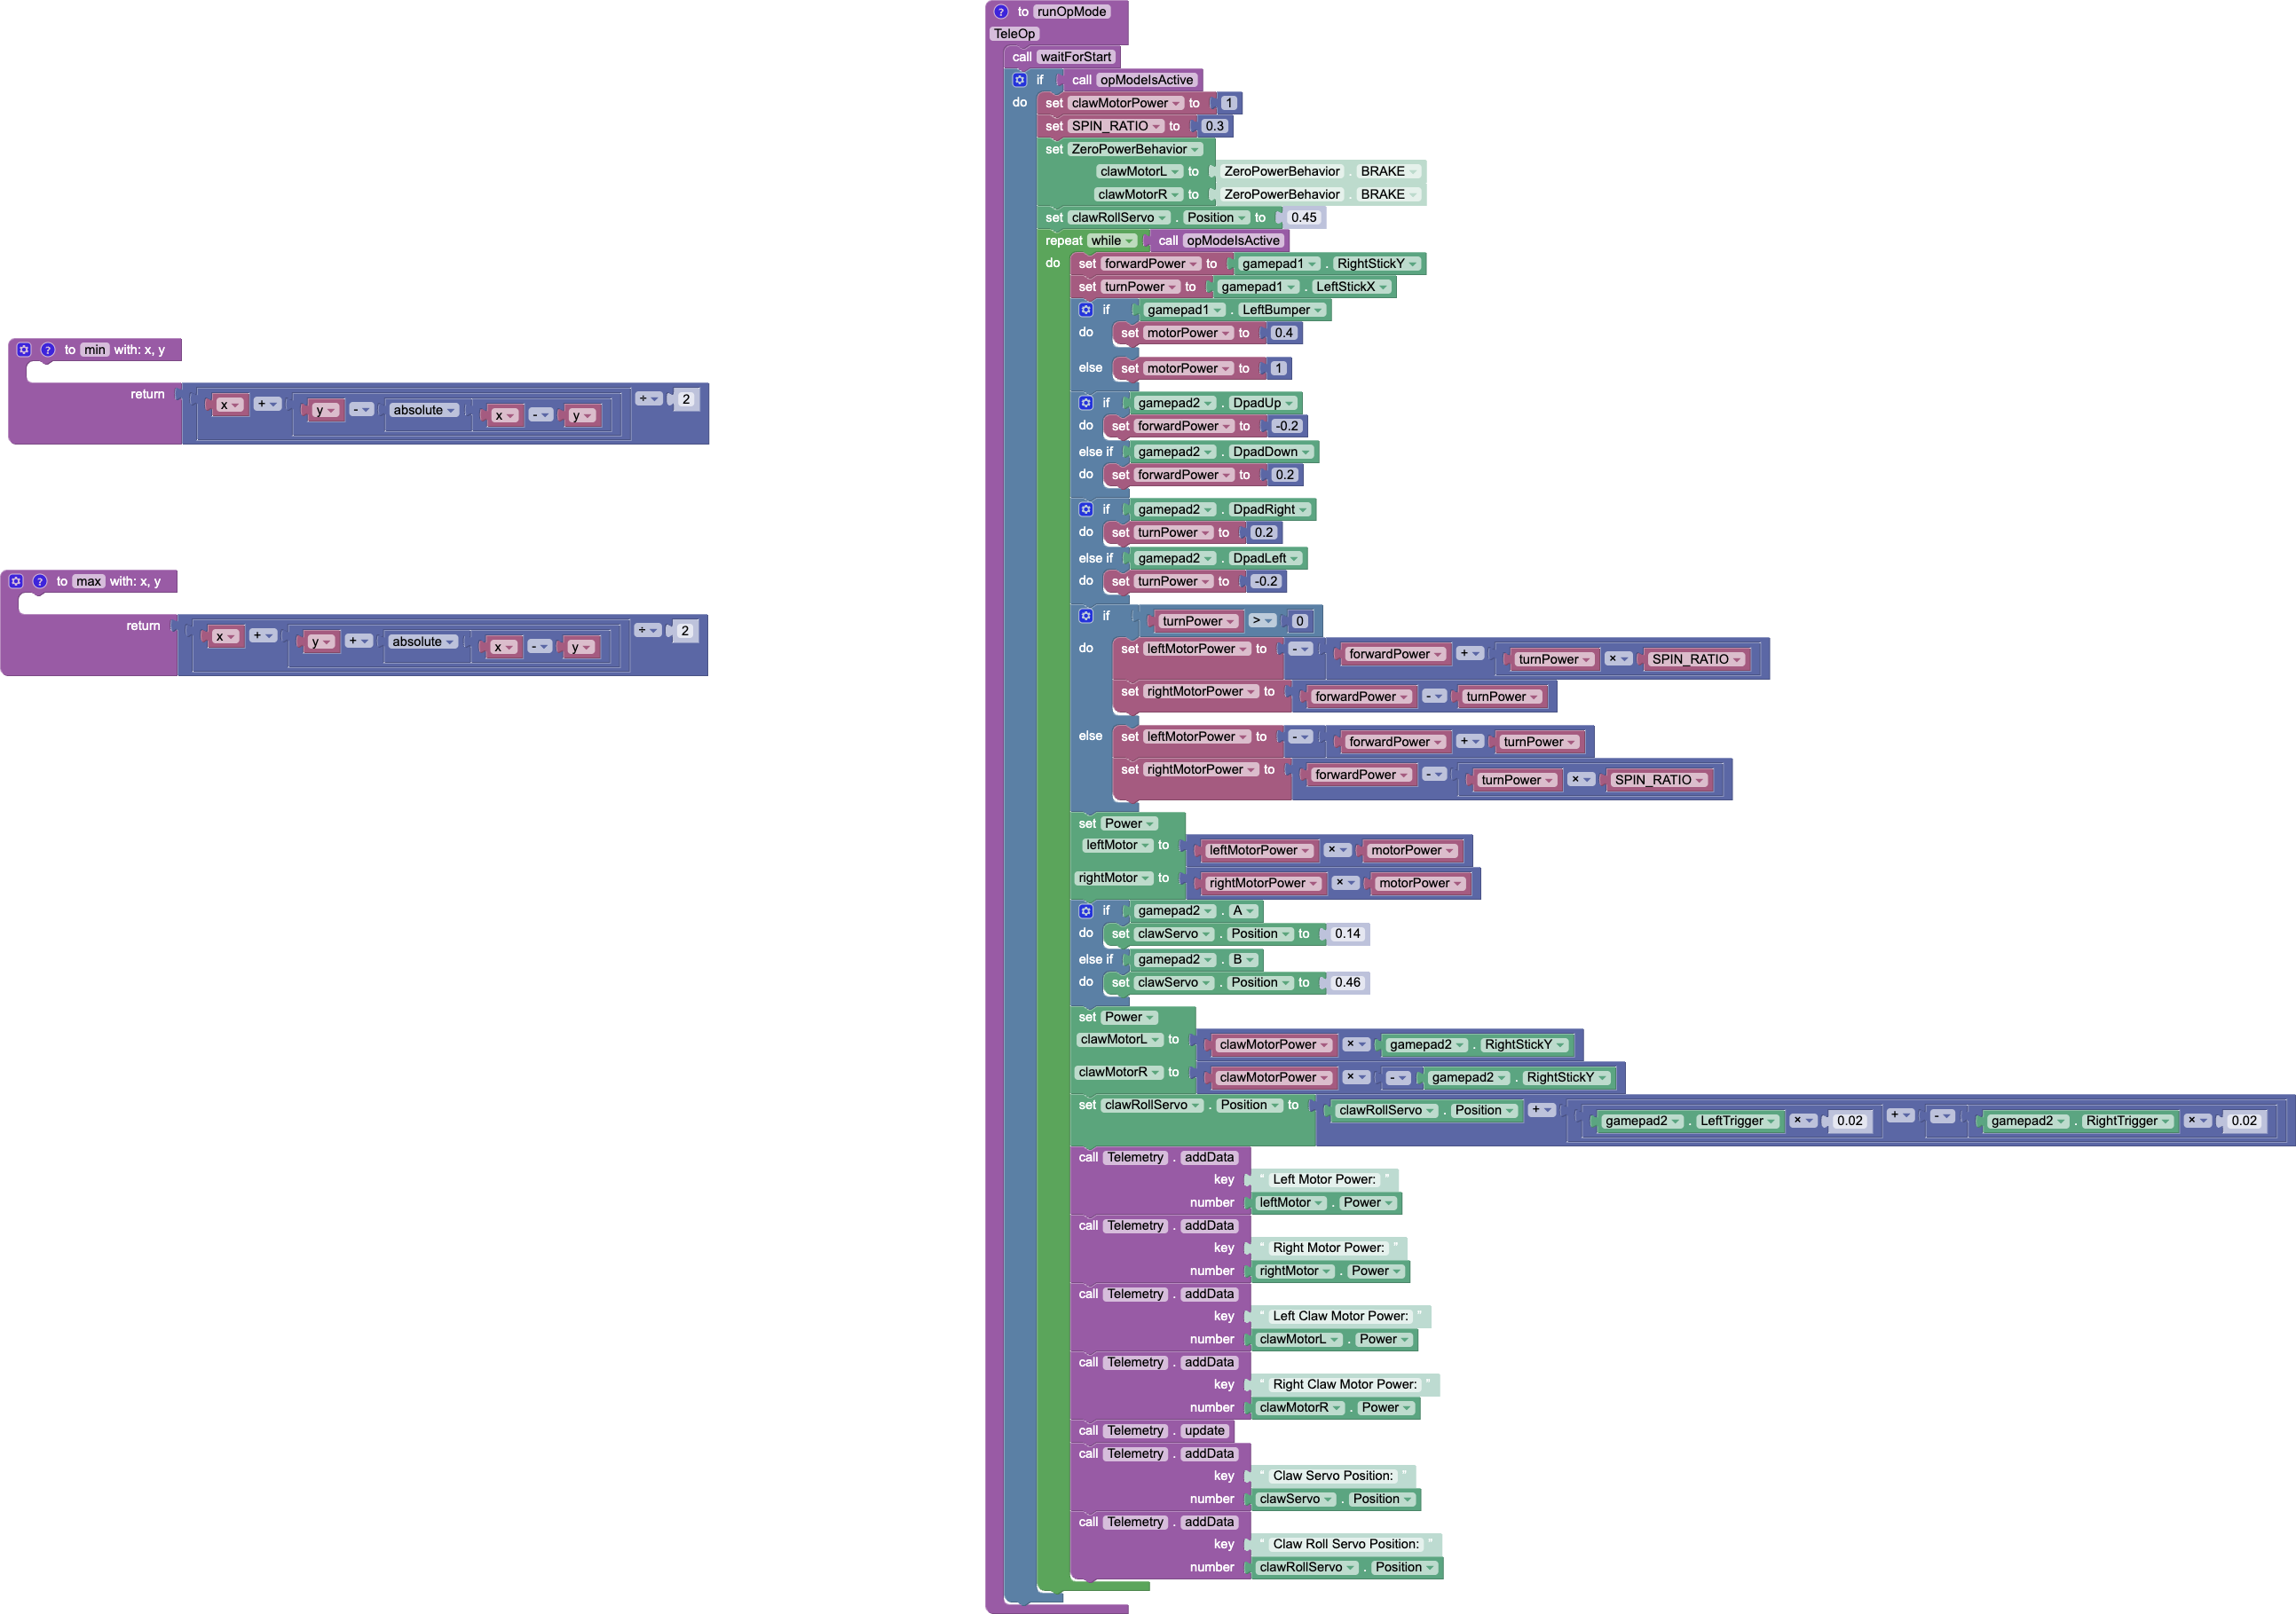 to min with: x, y
return x + y - absolute x - y ÷ 2
to max with: x, y
return x + y + absolute x - y ÷ 2
? to runOpMode
TeleOp
call waitForStart
if call opModeIsActive
do set clawMotorPower to 1
set SPIN_RATIO to 0.3
set ZeroPowerBehavior
clawMotorL to ZeroPowerBehavior . BRAKE
clawMotorR to ZeroPowerBehavior . BRAKE
set clawRollServo . Position to 0.45
repeat while call opModeIsActive
do set forwardPower to gamepad1 . RightStickY
set turnPower to gamepad1 . LeftStickX
if gamepad1 . LeftBumper
do set motorPower to 0.4
else set motorPower to 1
if gamepad2 . DpadUp
do set forwardPower to -0.2
else if gamepad2 . DpadDown
do set forwardPower to 0.2
if gamepad2 . DpadRight
do set turnPower to 0.2
else if gamepad2 . DpadLeft
do set turnPower to -0.2
if turnPower > 0
do set leftMotorPower to - forwardPower + turnPower × SPIN_RATIO
set rightMotorPower to forwardPower - turnPower
else set leftMotorPower to - forwardPower + turnPower
set rightMotorPower to forwardPower - turnPower × SPIN_RATIO
set Power
leftMotor to leftMotorPower × motorPower
rightMotor to rightMotorPower × motorPower
if gamepad2 . A
do set clawServo . Position to 0.14
else if gamepad2 . B
do set clawServo . Position to 0.46
set Power
clawMotorL to clawMotorPower × gamepad2 . RightStickY
clawMotorR to clawMotorPower × - gamepad2 . RightStickY
set clawRollServo . Position to clawRollServo . Position + gamepad2 . LeftTrigger × 0.02 + - gamepad2 . RightTrigger × 0.02
call Telemetry . addData
key “ Left Motor Power: ”
number leftMotor . Power
call Telemetry . addData
key “ Right Motor Power: ”
number rightMotor . Power
call Telemetry . addData
key “ Left Claw Motor Power: ”
number clawMotorL . Power
call Telemetry . addData
key “ Right Claw Motor Power: ”
number clawMotorR . Power
call Telemetry . update
call Telemetry . addData
key “ Claw Servo Position: ”
number clawServo . Position
call Telemetry . addData
key “ Claw Roll Servo Position: ”
number clawRollServo . Position